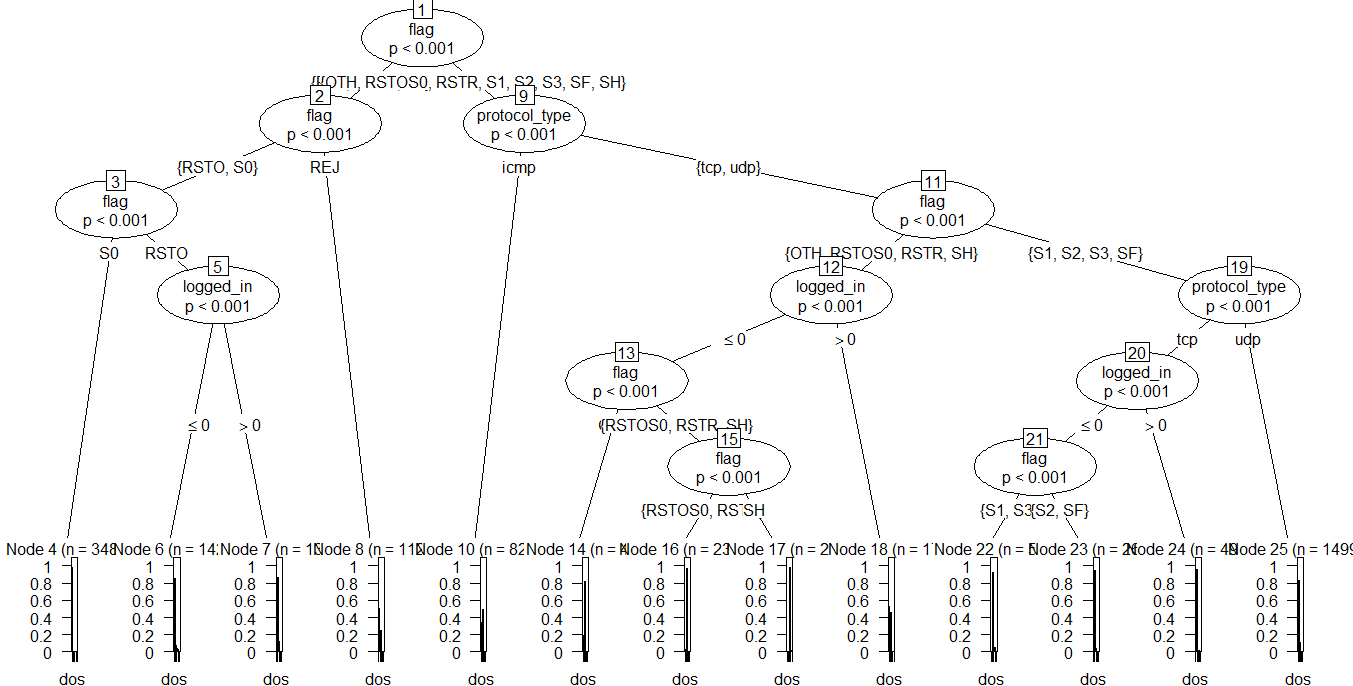 1
flag
p < 0.001
OTH, RSTOS0, RSTR, S1, S2, S3, SF, SH}
2
flag
p < 0.001
9
protocol_type
p < 0.001
{RSTO, S0}
REJ
icmp
{tcp, udp}
3
flag
p < 0.001
11
flag
p < 0.001
S0
RSTO
{OTH, RSTOS0, RSTR, SH}
{S1, S2, S3, SF}
5
logged_in
p < 0.001
12
logged_in
p < 0.001
19
protocol_type
p < 0.001
≤ 0
> 0
tcp
udp
13
flag
p < 0.001
20
logged_in
p < 0.001
≤ 0
> 0
{RSTOS0, RSTR, SH}
≤ 0
> 0
15
flag
p < 0.001
21
flag
p < 0.001
{RSTOS0,
SH
{S1,
{S2, SF}
Node 4 (n = 348
Node 6 (n =
Node 7 (n =
Node 8 (n =
Node 10 (n = 82
Node 14 (n =
Node 16 (n = 23
Node 17 (n = 2
Node 18 (n =
Node 22 (n =
Node 23 (n =
Node 24 (n =
Node 25 (n = 1499
1 1 1 1 1 1 1 1 1 1 1 1 1
0.8 0.8 0.8 0.8 0.8 0.8 0.8 0.8 0.8 0.8 0.8 0.8 0.8
0.6 0.6 0.6 0.6 0.6 0.6 0.6 0.6 0.6 0.6 0.6 0.6 0.6
0.4 0.4 0.4 0.4 0.4 0.4 0.4 0.4 0.4 0.4 0.4 0.4 0.4
0.2 0.2 0.2 0.2 0.2 0.2 0.2 0.2 0.2 0.2 0.2 0.2 0.2
0 0 0 0 0 0 0 0 0 0 0 0 0
dos dos dos dos dos dos dos dos dos dos dos dos dos